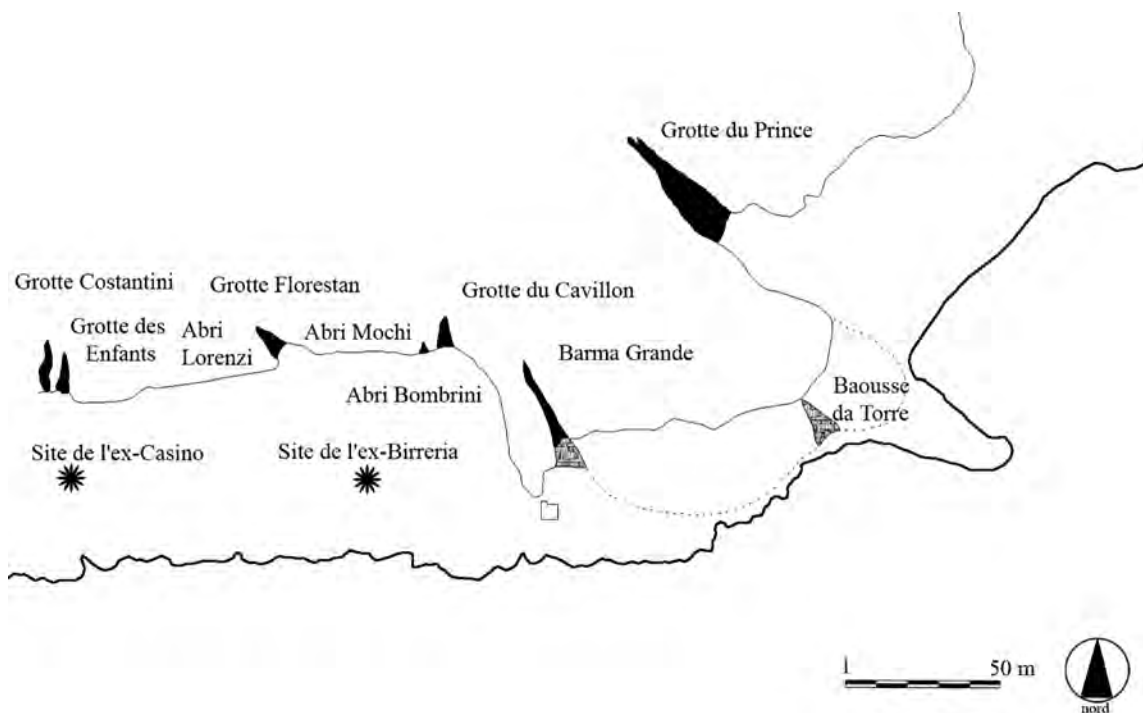 Grotte du Prince
Grotte Costantini
Grotte Florestan
Grotte du Cavillon
Grotte des
Enfants
Abri
Lorenzi
Abri Mochi
Barma Grande
Abri Bombrini
Baousse
da Torre
Site de l'ex-Casino
Site de l'ex-Birreria
50 m
nord